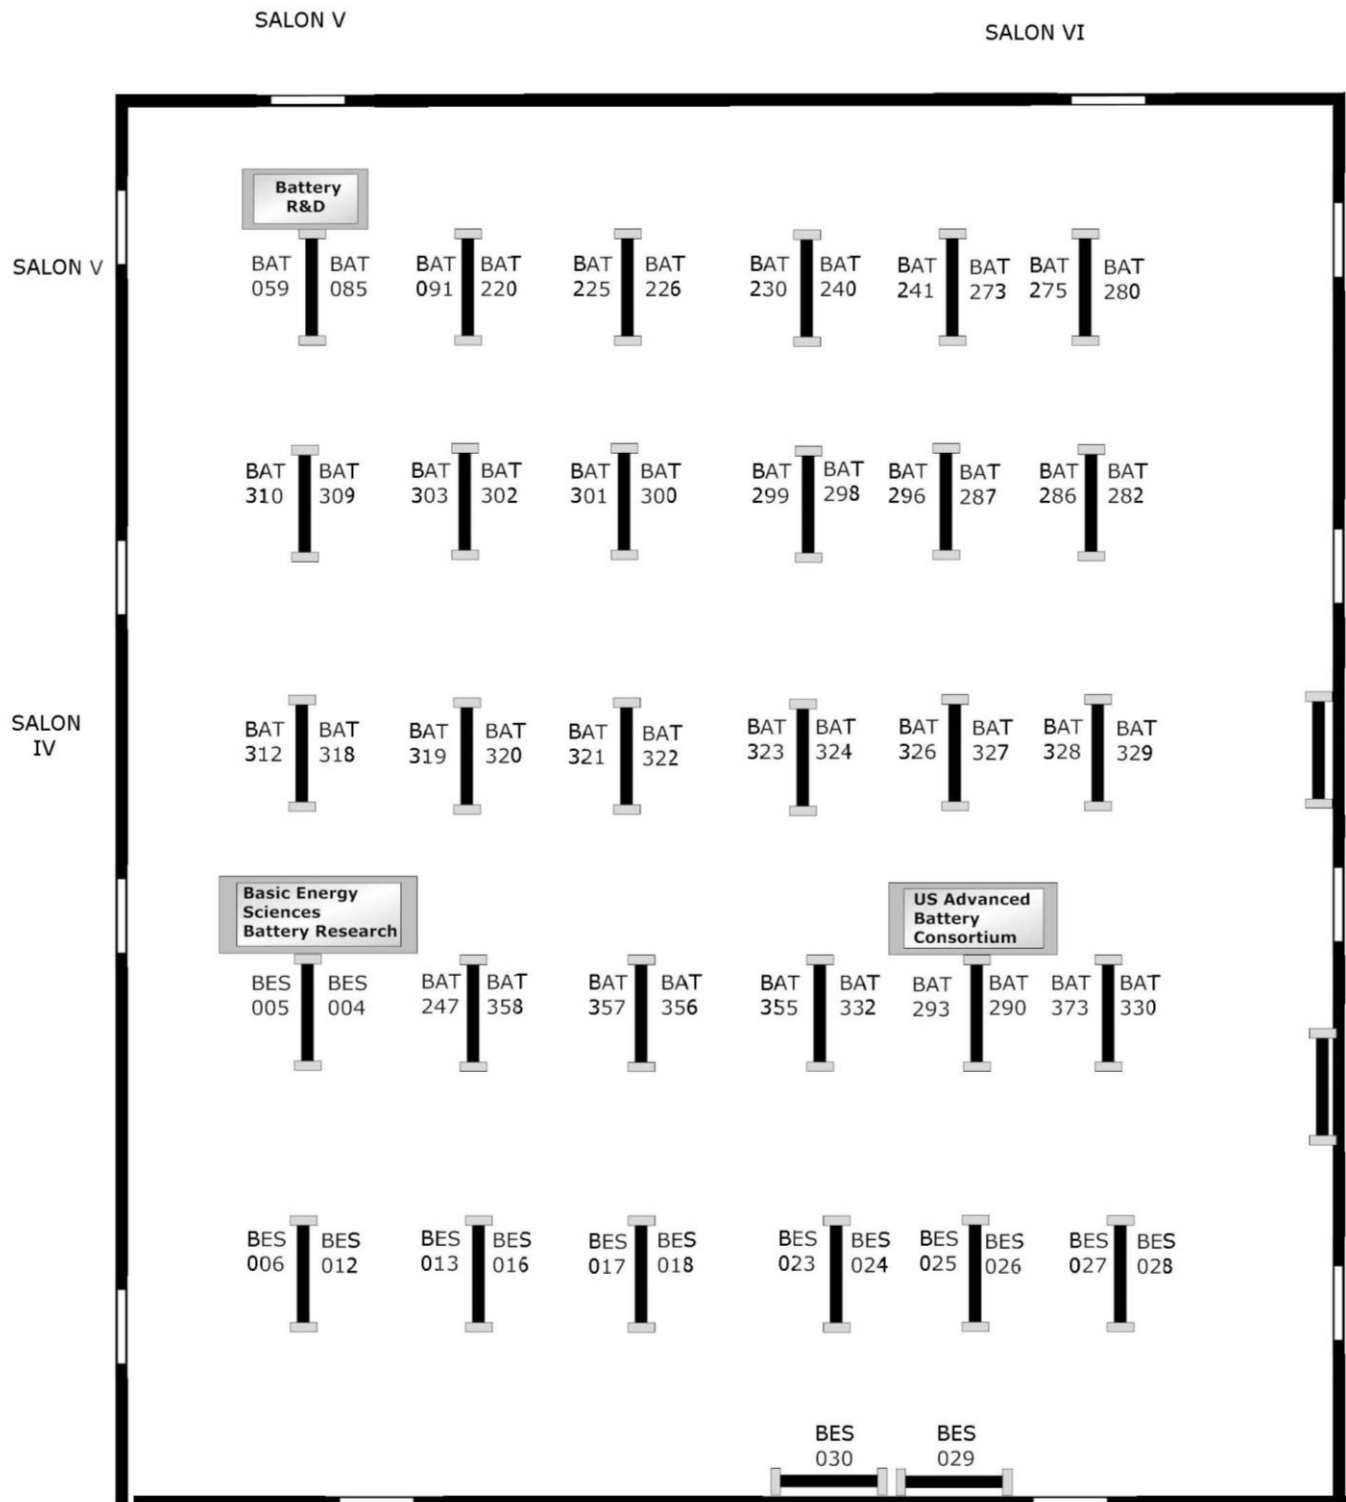 SALON V
SALON VI
Battery
R&D
SALON V
BAT BAT BAT BAT BAT BAT BAT BAT BAT BAT BAT BAT
059 085 091 220 225 226 230 240 241 273 275 280
BAT BAT BAT BAT BAT BAT BAT BAT BAT BAT BAT BAT
310 309 303 302 301 300 299 298 296 287 286 282
SALON
IV
BAT BAT BAT BAT BAT BAT BAT BAT BAT BAT BAT BAT
312 318 319 320 321 322 323 324 326 327 328 329
Basic Energy
Sciences
Battery Research
US Advanced
Battery
Consortium
BES BES BAT BAT BAT BAT BAT BAT BAT BAT BAT BAT
005 004 247 358 357 356 355 332 293 290 373 330
BES BES BES BES BES BES BES BES BES BES BES BES
006 012 013 016 017 018 023 024 025 026 027 028
BES BES
030 029